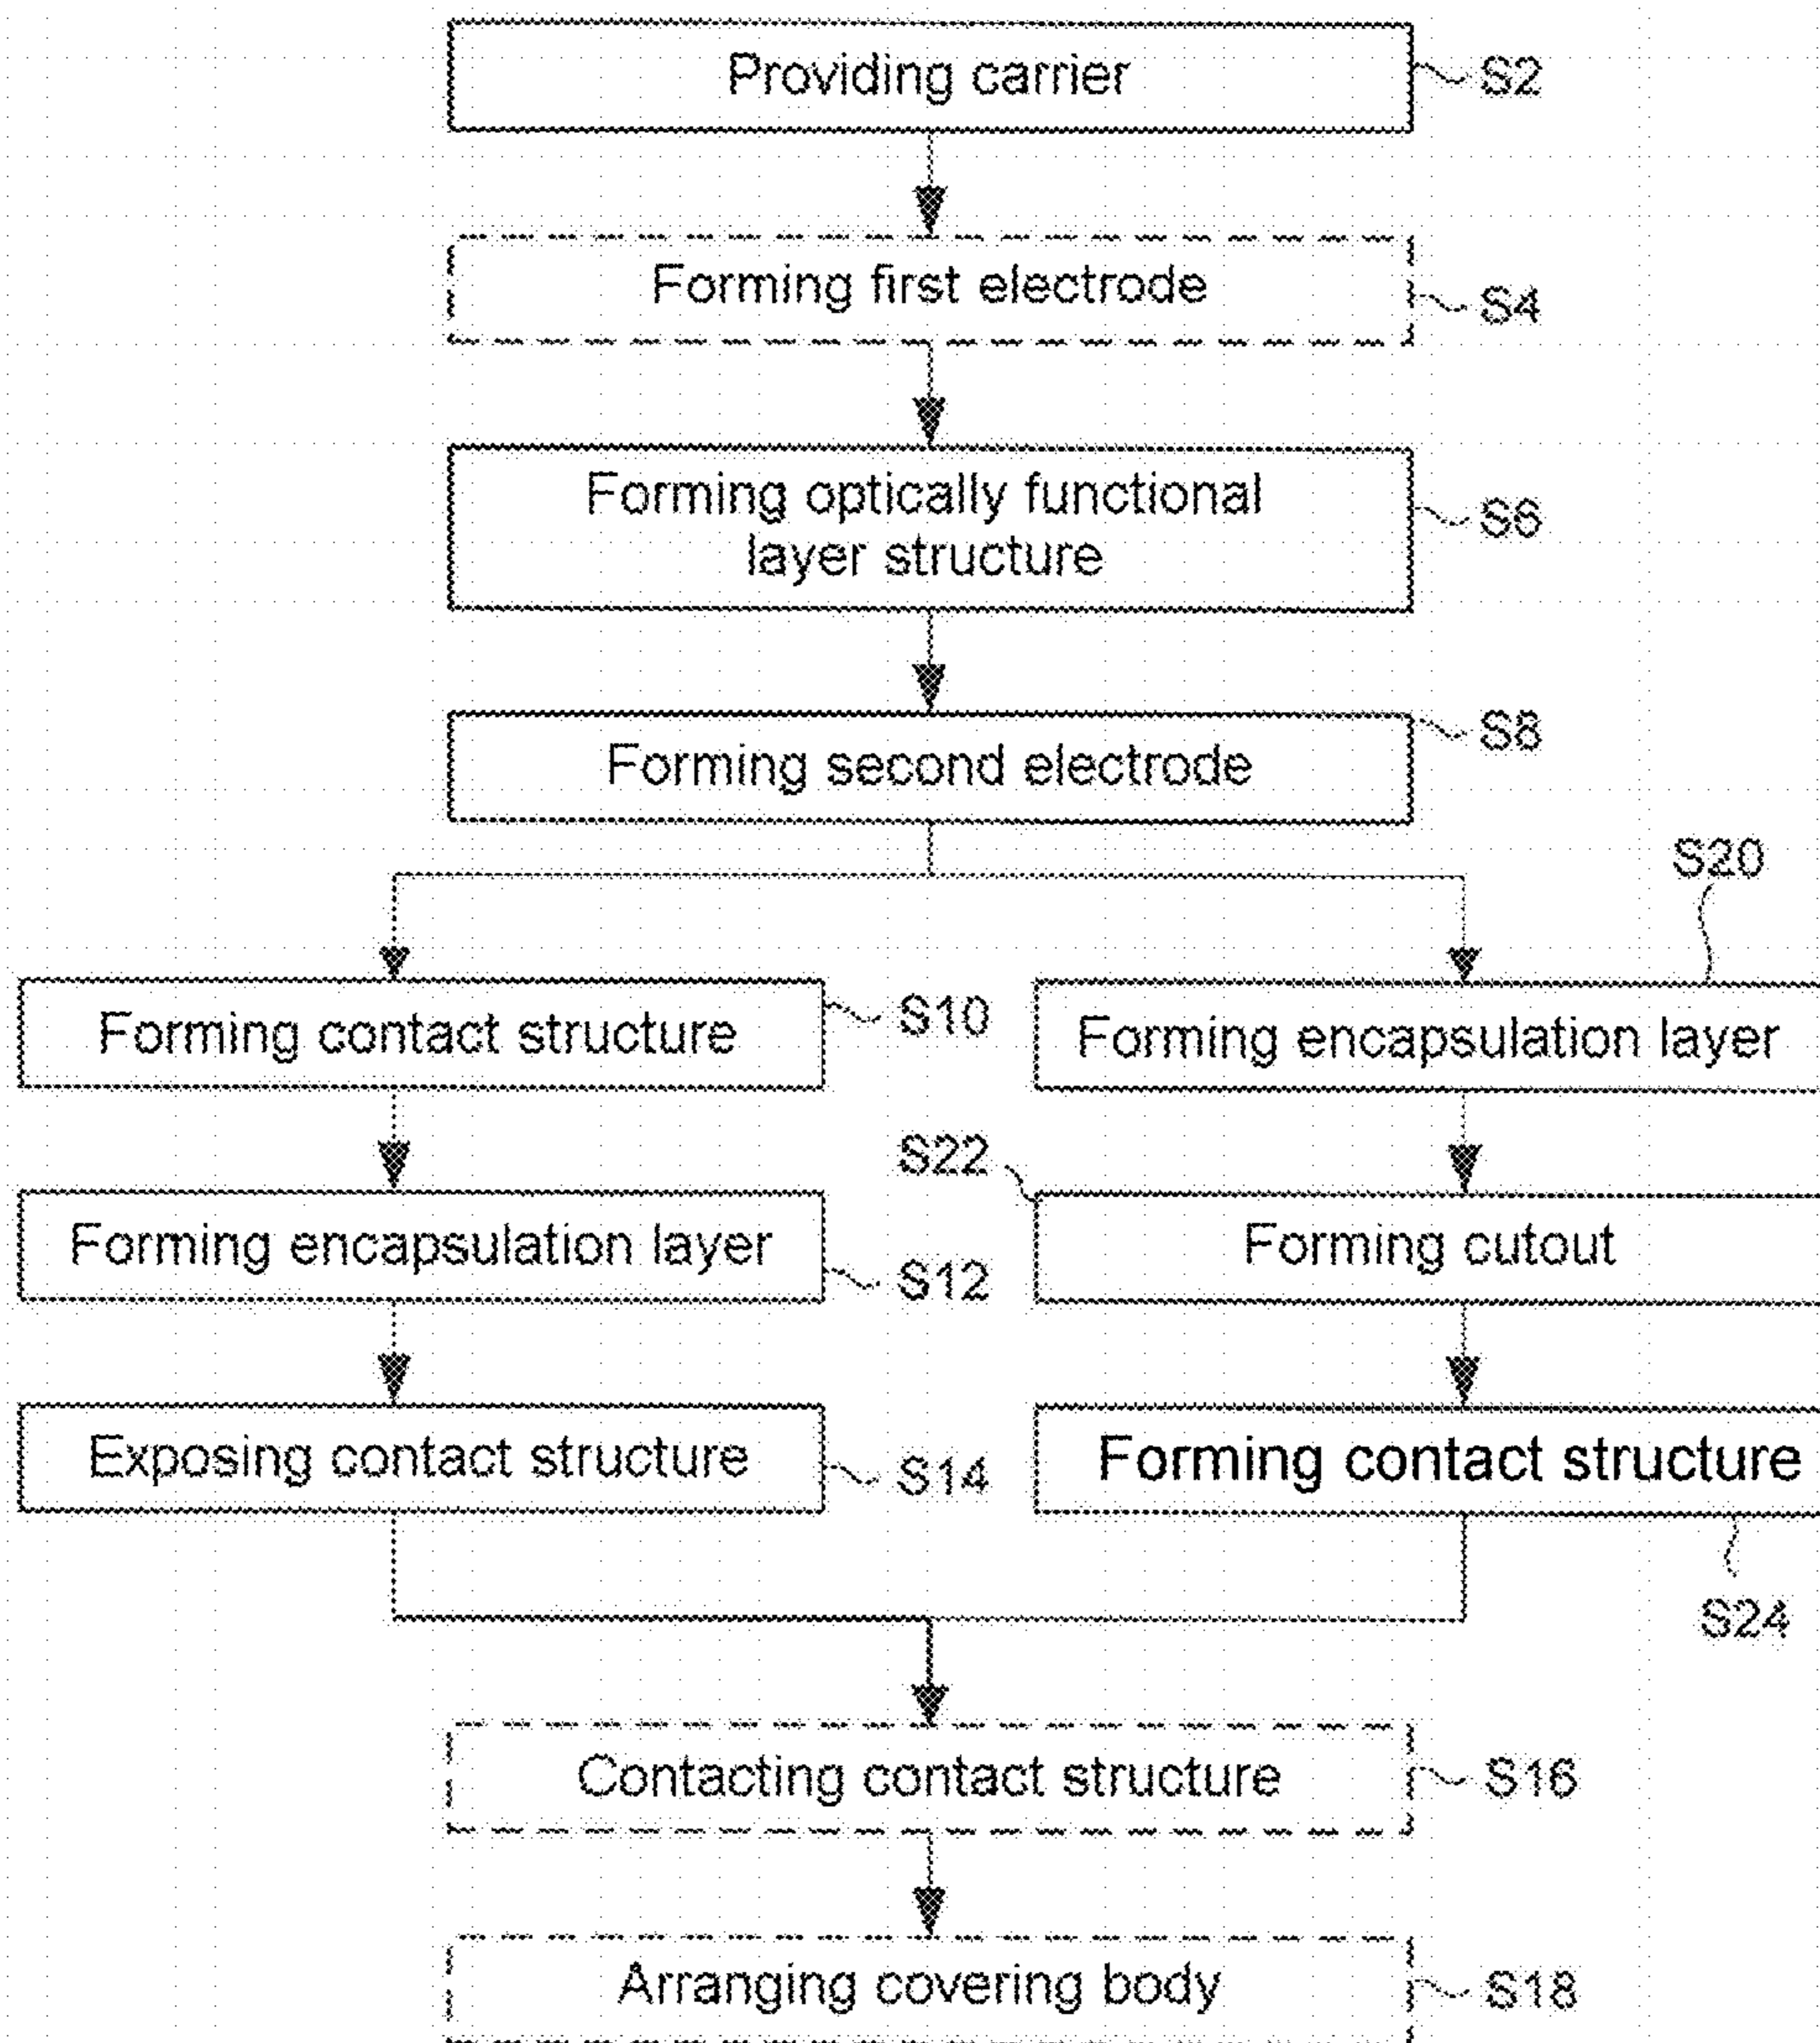 Providing carrier
S2
Forming first electrode
S4
Forming optically functional
layer structure
S6
Forming second electrode
S8
S20
Forming contact structure
S10
Forming encapsulation layer
S22
Forming encapsulation layer
S12
Forming cutout
Exposing contact structure
S14
Forming contact structure
S24
Contacting contact structure
S16
Arranging covering body
S18